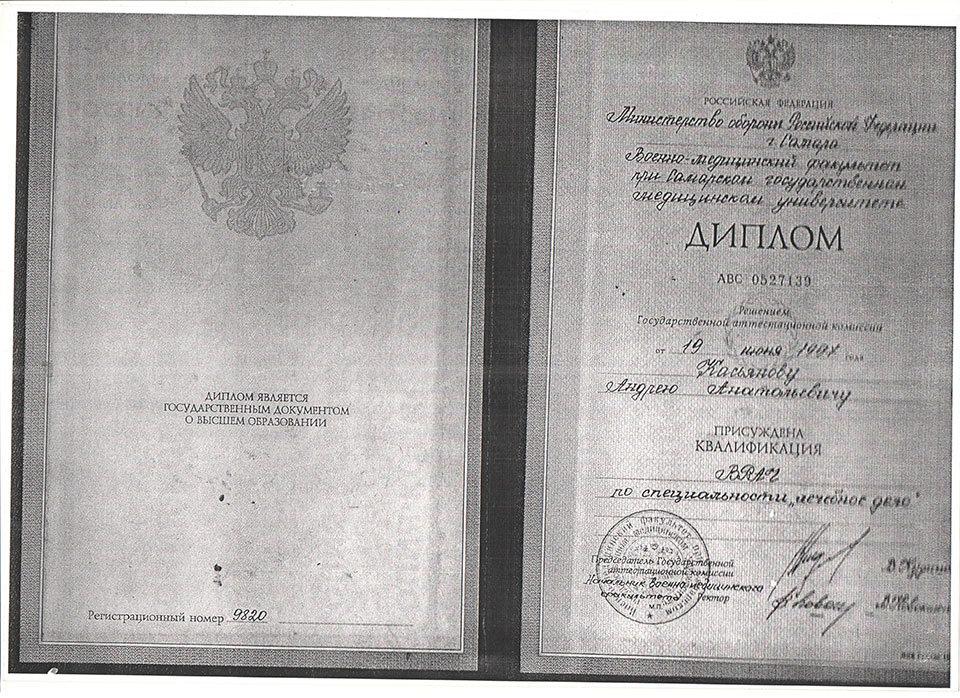 ДИПЛОМ ЯВЛЯЕТСЯ
ГОСУДАРСТВЕННЫМ ДОКУМЕНТОМ
О ВЫСШЕМ ОБРАЗОВАНИИ
Регистрационный номер 9820
РОССИЙСКАЯ ФЕДЕРАЦИЯ
Министерство обороны Российской Федерации
г. Самара
Военно-медицинский факультет
при Самарском государственном
медицинском университете
ДИПЛОМ
АВС 0527139
Решением
Государственной аттестационной комиссии
от 19 июня 1997 года
Касьянову
Андрею Анатольевичу
ПРИСУЖДЕНА
КВАЛИФИКАЦИЯ
ВРАЧ
по специальности „лечебное дело"
Председатель Государственной
аттестационной комиссии
Начальник военно-медицинского
факультета Ректор
М.П.